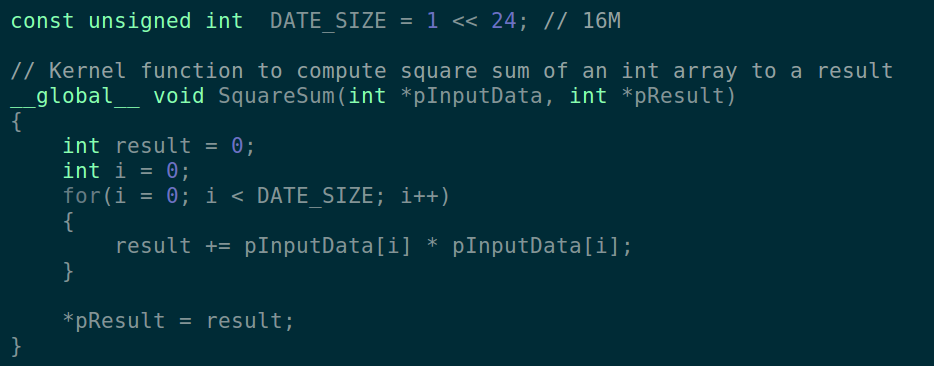 const unsigned int  DATE_SIZE = 1 << 24; // 16M
// Kernel function to compute square sum of an int array to a result
__global__ void SquareSum(int *pInputData, int *pResult)
{
    int result = 0;
    int i = 0;
    for(i = 0; i < DATE_SIZE; i++)
    {
        result += pInputData[i] * pInputData[i];
    }
    *pResult = result;
}